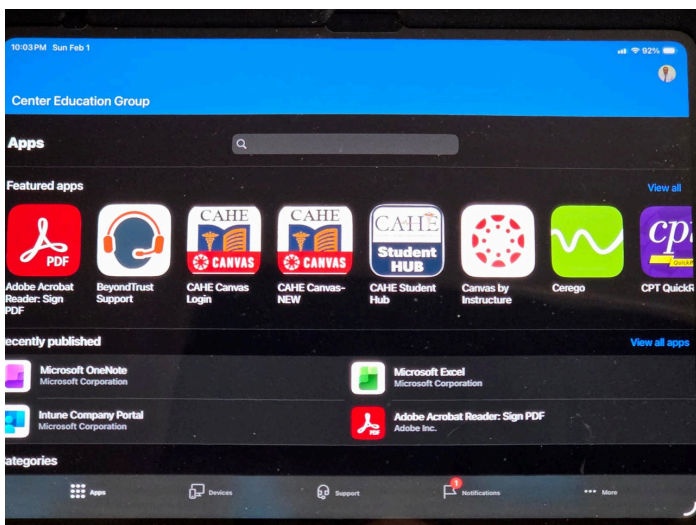 10:03 PM Sun Feb 1
92%
Center Education Group
Apps
Featured apps
View all
PDF
CAHE
CANVAS
CAHE
CANVAS
CAHE
Student
HUB
Adobe Acrobat
Reader: Sign
PDF
BeyondTrust
Support
CAHE Canvas
Login
CAHE Canvas-
NEW
CAHE Student
Hub
Canvas by
Instructure
Cerego
CPT QuickR
ecently published
View all apps
Microsoft OneNote
Microsoft Corporation
Microsoft Excel
Microsoft Corporation
Intune Company Portal
Microsoft Corporation
PDF
Adobe Acrobat Reader: Sign PDF
Adobe Inc.
ategories
Apps
Devices
Support
1
Notifications
More